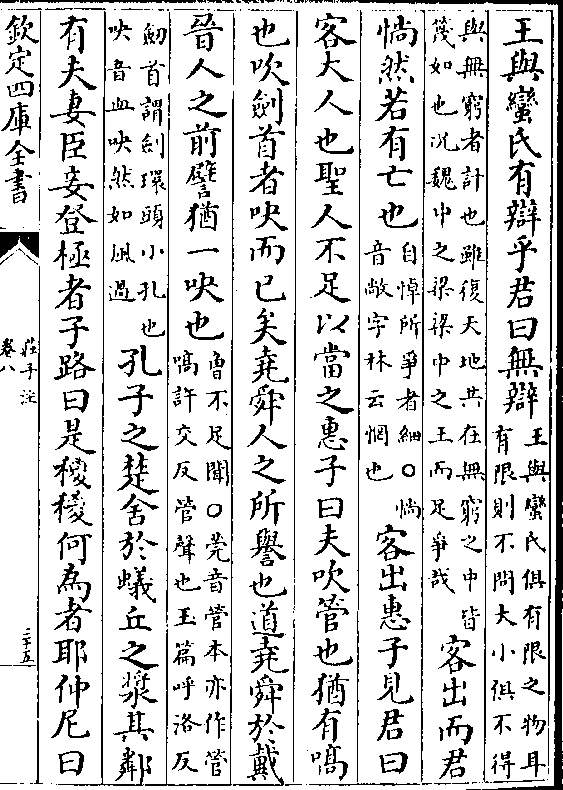 王與蠻氏有辯乎君曰無辯王與蠻氏俱有限之物耳有限則不問大小俱不得
與無窮者計也雖復天地共在無窮之中皆篾如也况魏中之梁梁中之王而足爭哉客出而君
惝然若有亡也自悼所爭者細○惝音敞字林云惘也客出惠子見君曰
客大人也聖人不足以當之惠子曰夫吹管也猶有嗃
也吹劍首者吷而已矣堯舜人之所譽也道堯舜於戴
晉人之前譬猶一吷也曾不足聞○莞音管本亦作管嗃許交反管聲也玉篇呼洛反
劒首謂劍環頭小孔也吷音血吷然如風過孔子之楚舍於蟻丘之漿其鄰
有夫妻臣妾登極者子路曰是稯稯何為者耶仲尼曰
欽定四庫全書
莊子注
卷八
二十五